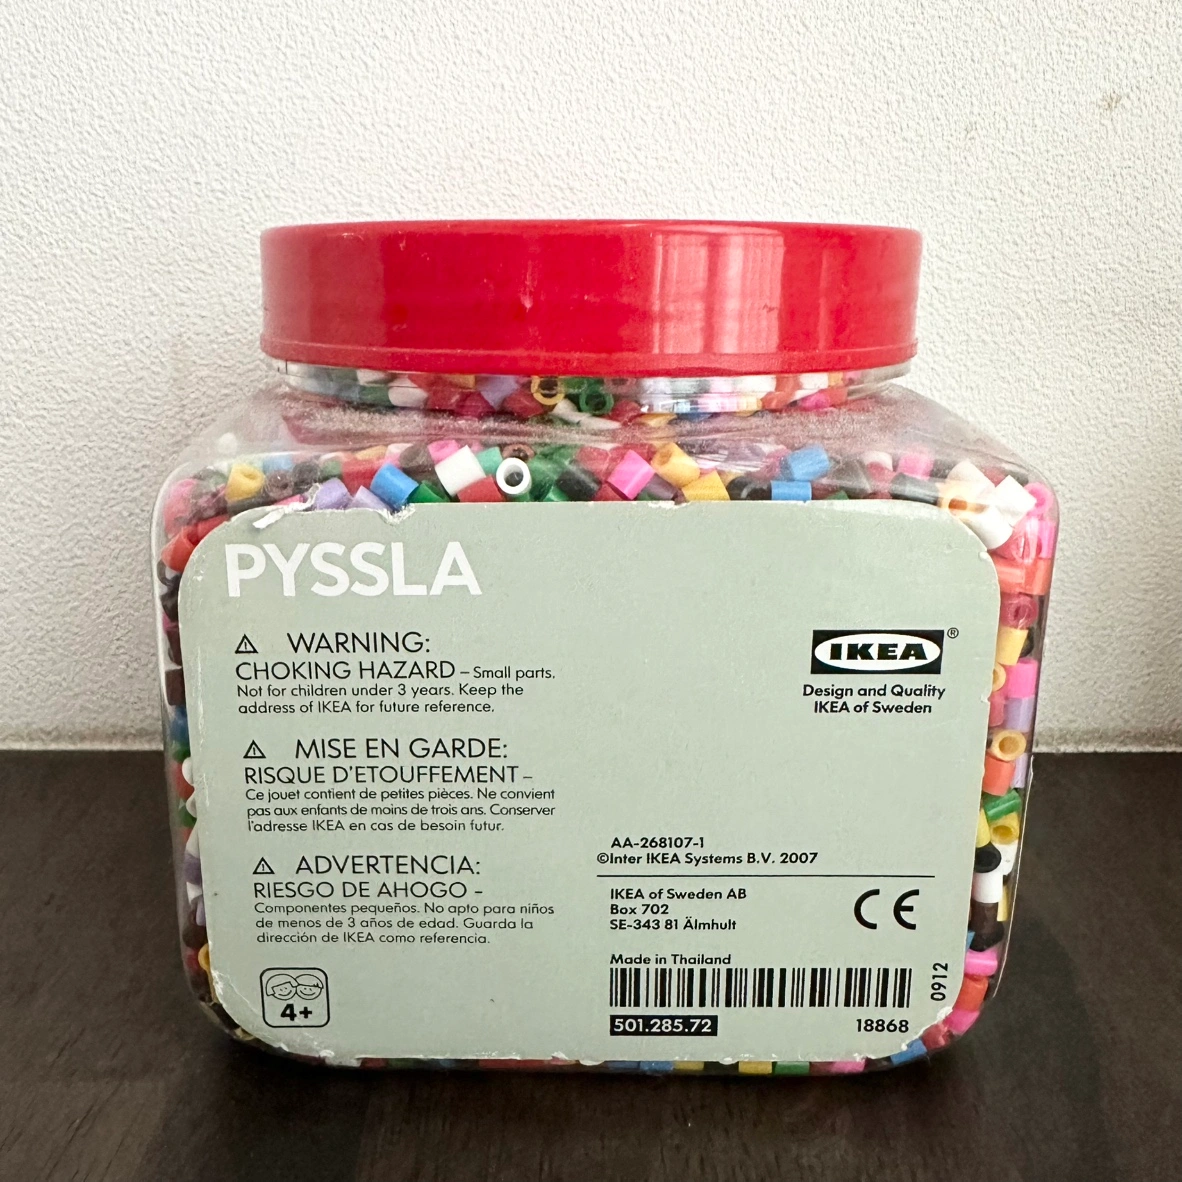 PYSSLA
⚠ WARNING:
CHOKING HAZARD – Small parts.
Not for children under 3 years. Keep the
address of IKEA for future reference.
⚠ MISE EN GARDE:
RISQUE D'ETOUFFEMENT –
Ce jouet contient de petites pièces. Ne convient
pas aux enfants de moins de trois ans. Conserver
l'adresse IKEA en cas de besoin futur.
⚠ ADVERTENCIA:
RIESGO DE AHOGO -
Componentes pequeños. No apto para niños
de menos de 3 años de edad. Guarda la
dirección de IKEA como referencia.
4+
IKEA®
Design and Quality
IKEA of Sweden
AA-268107-1
©Inter IKEA Systems B.V. 2007
IKEA of Sweden AB
Box 702
SE-343 81 Älmhult
CE
Made in Thailand
0912
501.285.72
18868